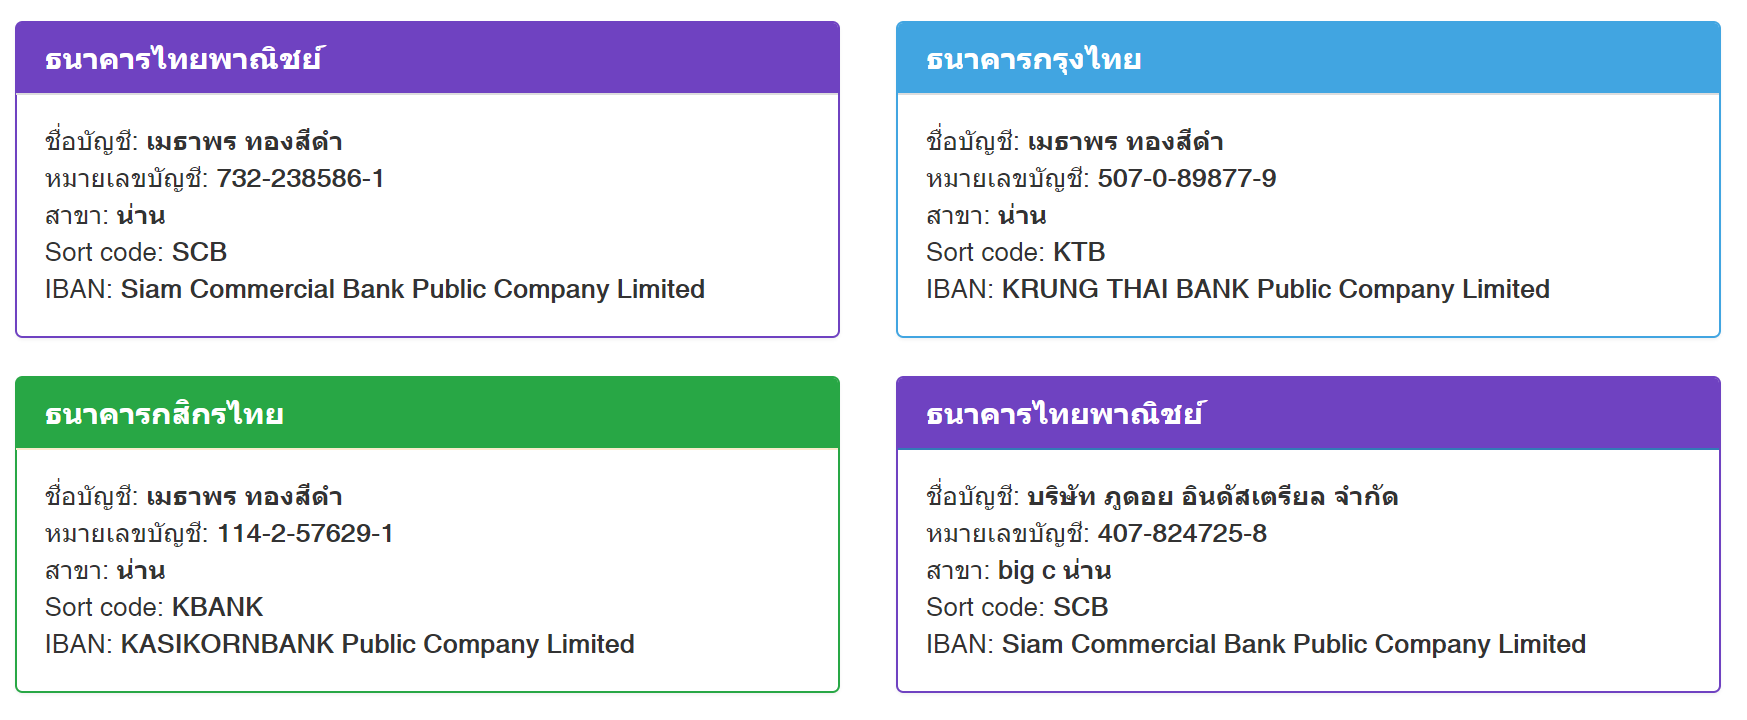 ธนาคารไทยพาณิชย์
ชื่อบัญชี: เมธาพร ทองสีดำ
หมายเลขบัญชี: 732-238586-1
สาขา: น่าน
Sort code: SCB
IBAN: Siam Commercial Bank Public Company Limited
ธนาคารกรุงไทย
ชื่อบัญชี: เมธาพร ทองสีดำ
หมายเลขบัญชี: 507-0-89877-9
สาขา: น่าน
Sort code: KTB
IBAN: KRUNG THAI BANK Public Company Limited
ธนาคารกสิกรไทย
ชื่อบัญชี: เมธาพร ทองสีดำ
หมายเลขบัญชี: 114-2-57629-1
สาขา: น่าน
Sort code: KBANK
IBAN: KASIKORNBANK Public Company Limited
ธนาคารไทยพาณิชย์
ชื่อบัญชี: บริษัท ภูดอย อินดัสเตรียล จำกัด
หมายเลขบัญชี: 407-824725-8
สาขา: big c น่าน
Sort code: SCB
IBAN: Siam Commercial Bank Public Company Limited